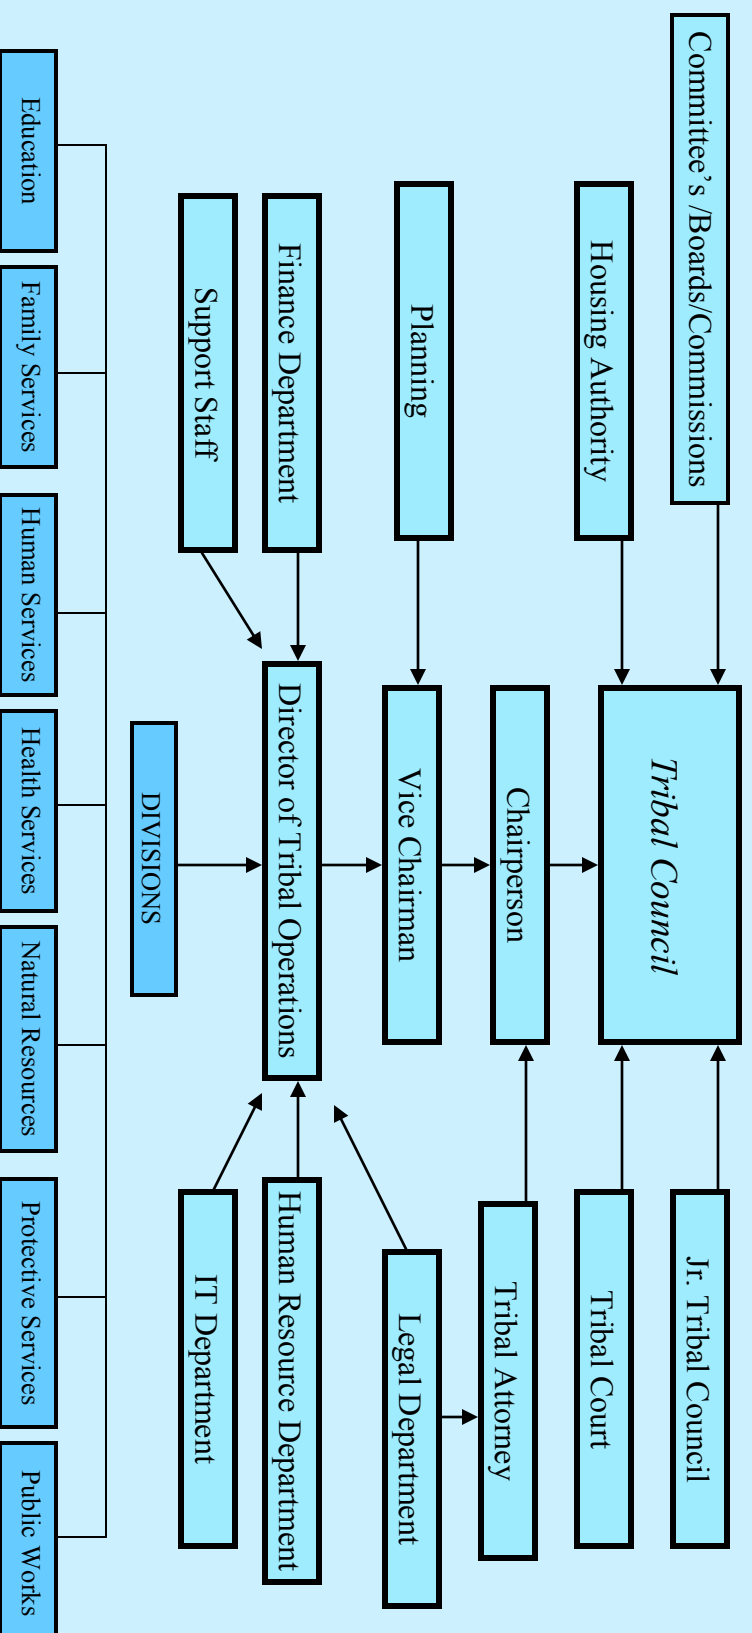 Committee’s /Boards/Commissions
Tribal Council
Jr. Tribal Council
Housing Authority
Tribal Court
Chairperson
Tribal Attorney
Planning
Vice Chairman
Legal Department
Finance Department
Director of Tribal Operations
Human Resource Department
Support Staff
IT Department
DIVISIONS
Education
Family Services
Human Services
Health Services
Natural Resources
Protective Services
Public Works